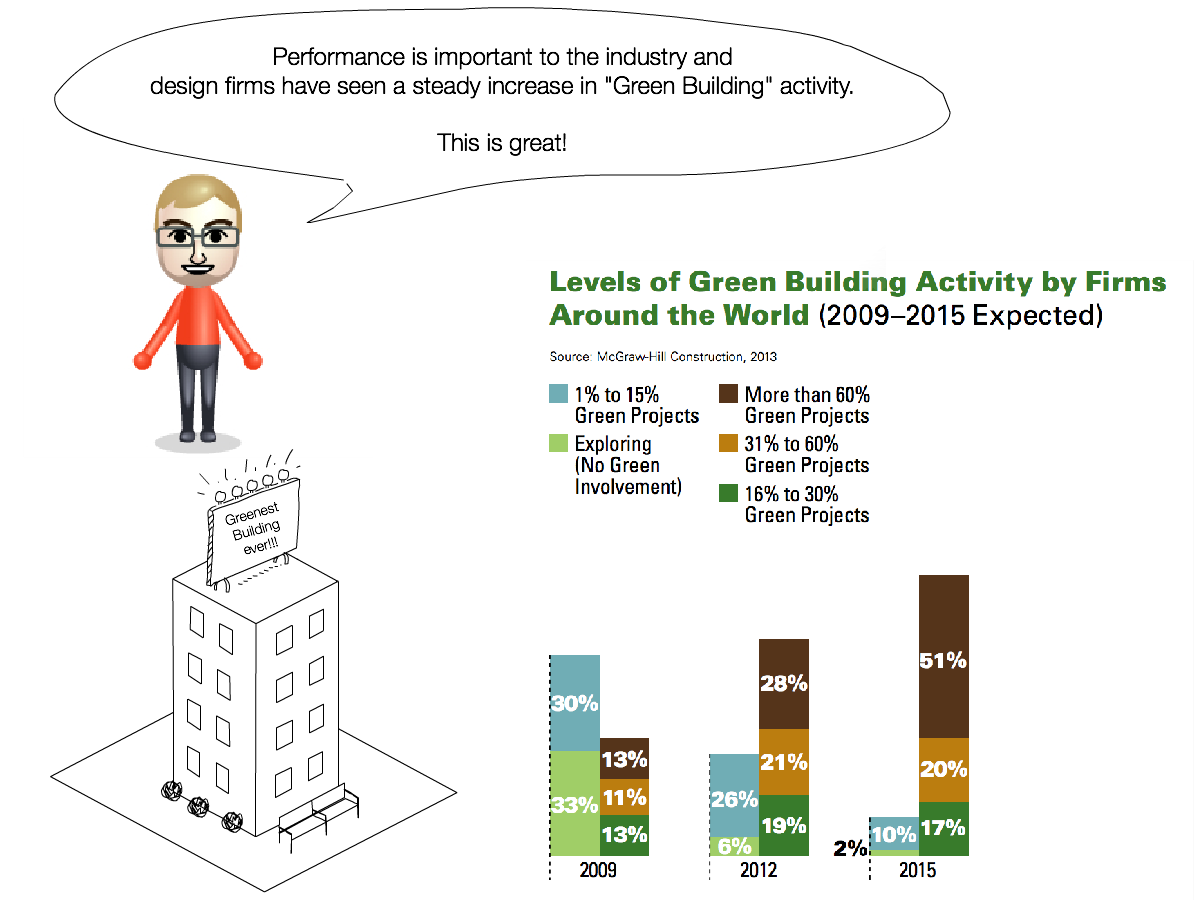 Performance is important to the industry and
design firms have seen a steady increase in "Green Building" activity.
This is great!
Levels of Green Building Activity by Firms
Around the World (2009–2015 Expected)
Source: McGraw-Hill Construction, 2013
1% to 15%
Green Projects
Exploring
(No Green
Involvement)
More than 60%
Green Projects
31% to 60%
Green Projects
16% to 30%
Green Projects
Greenest
Building
ever!!!
30%
33%
13%
11%
13%
2009
26%
6%
28%
21%
19%
2012
2%
10%
51%
20%
17%
2015